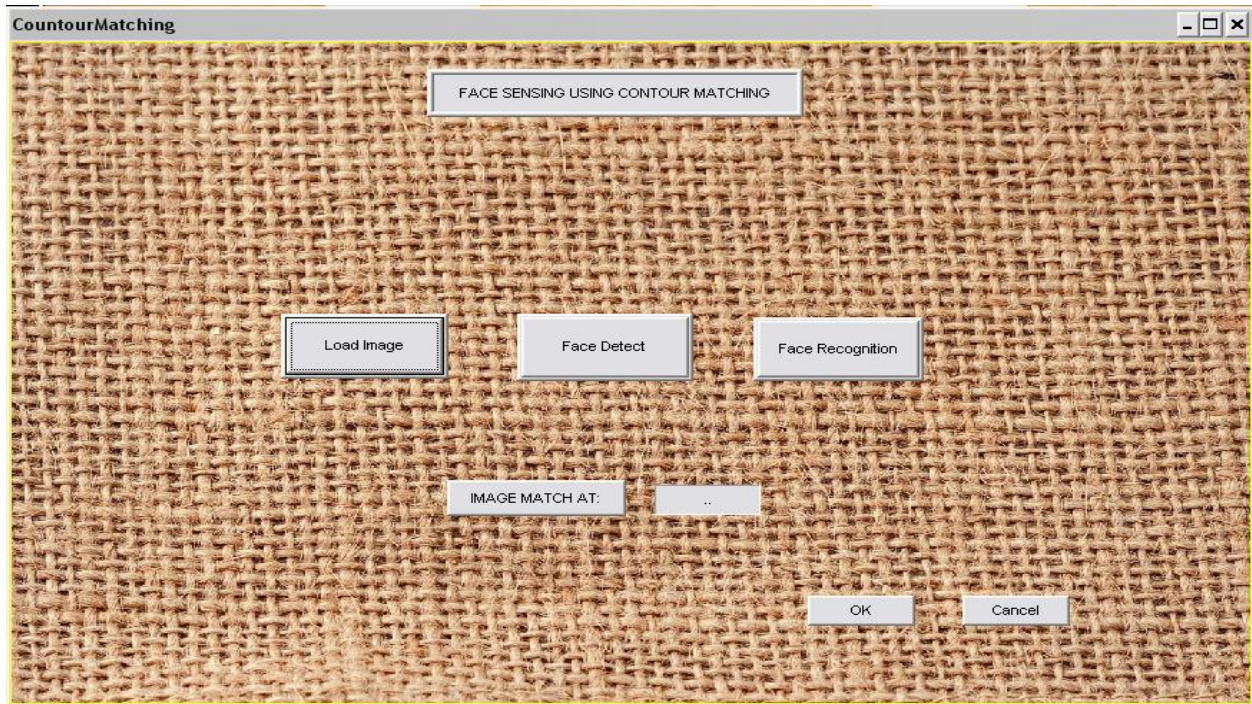 CountourMatching
FACE SENSING USING CONTOUR MATCHING
Load Image
Face Detect
Face Recognition
IMAGE MATCH AT:
..
OK
Cancel